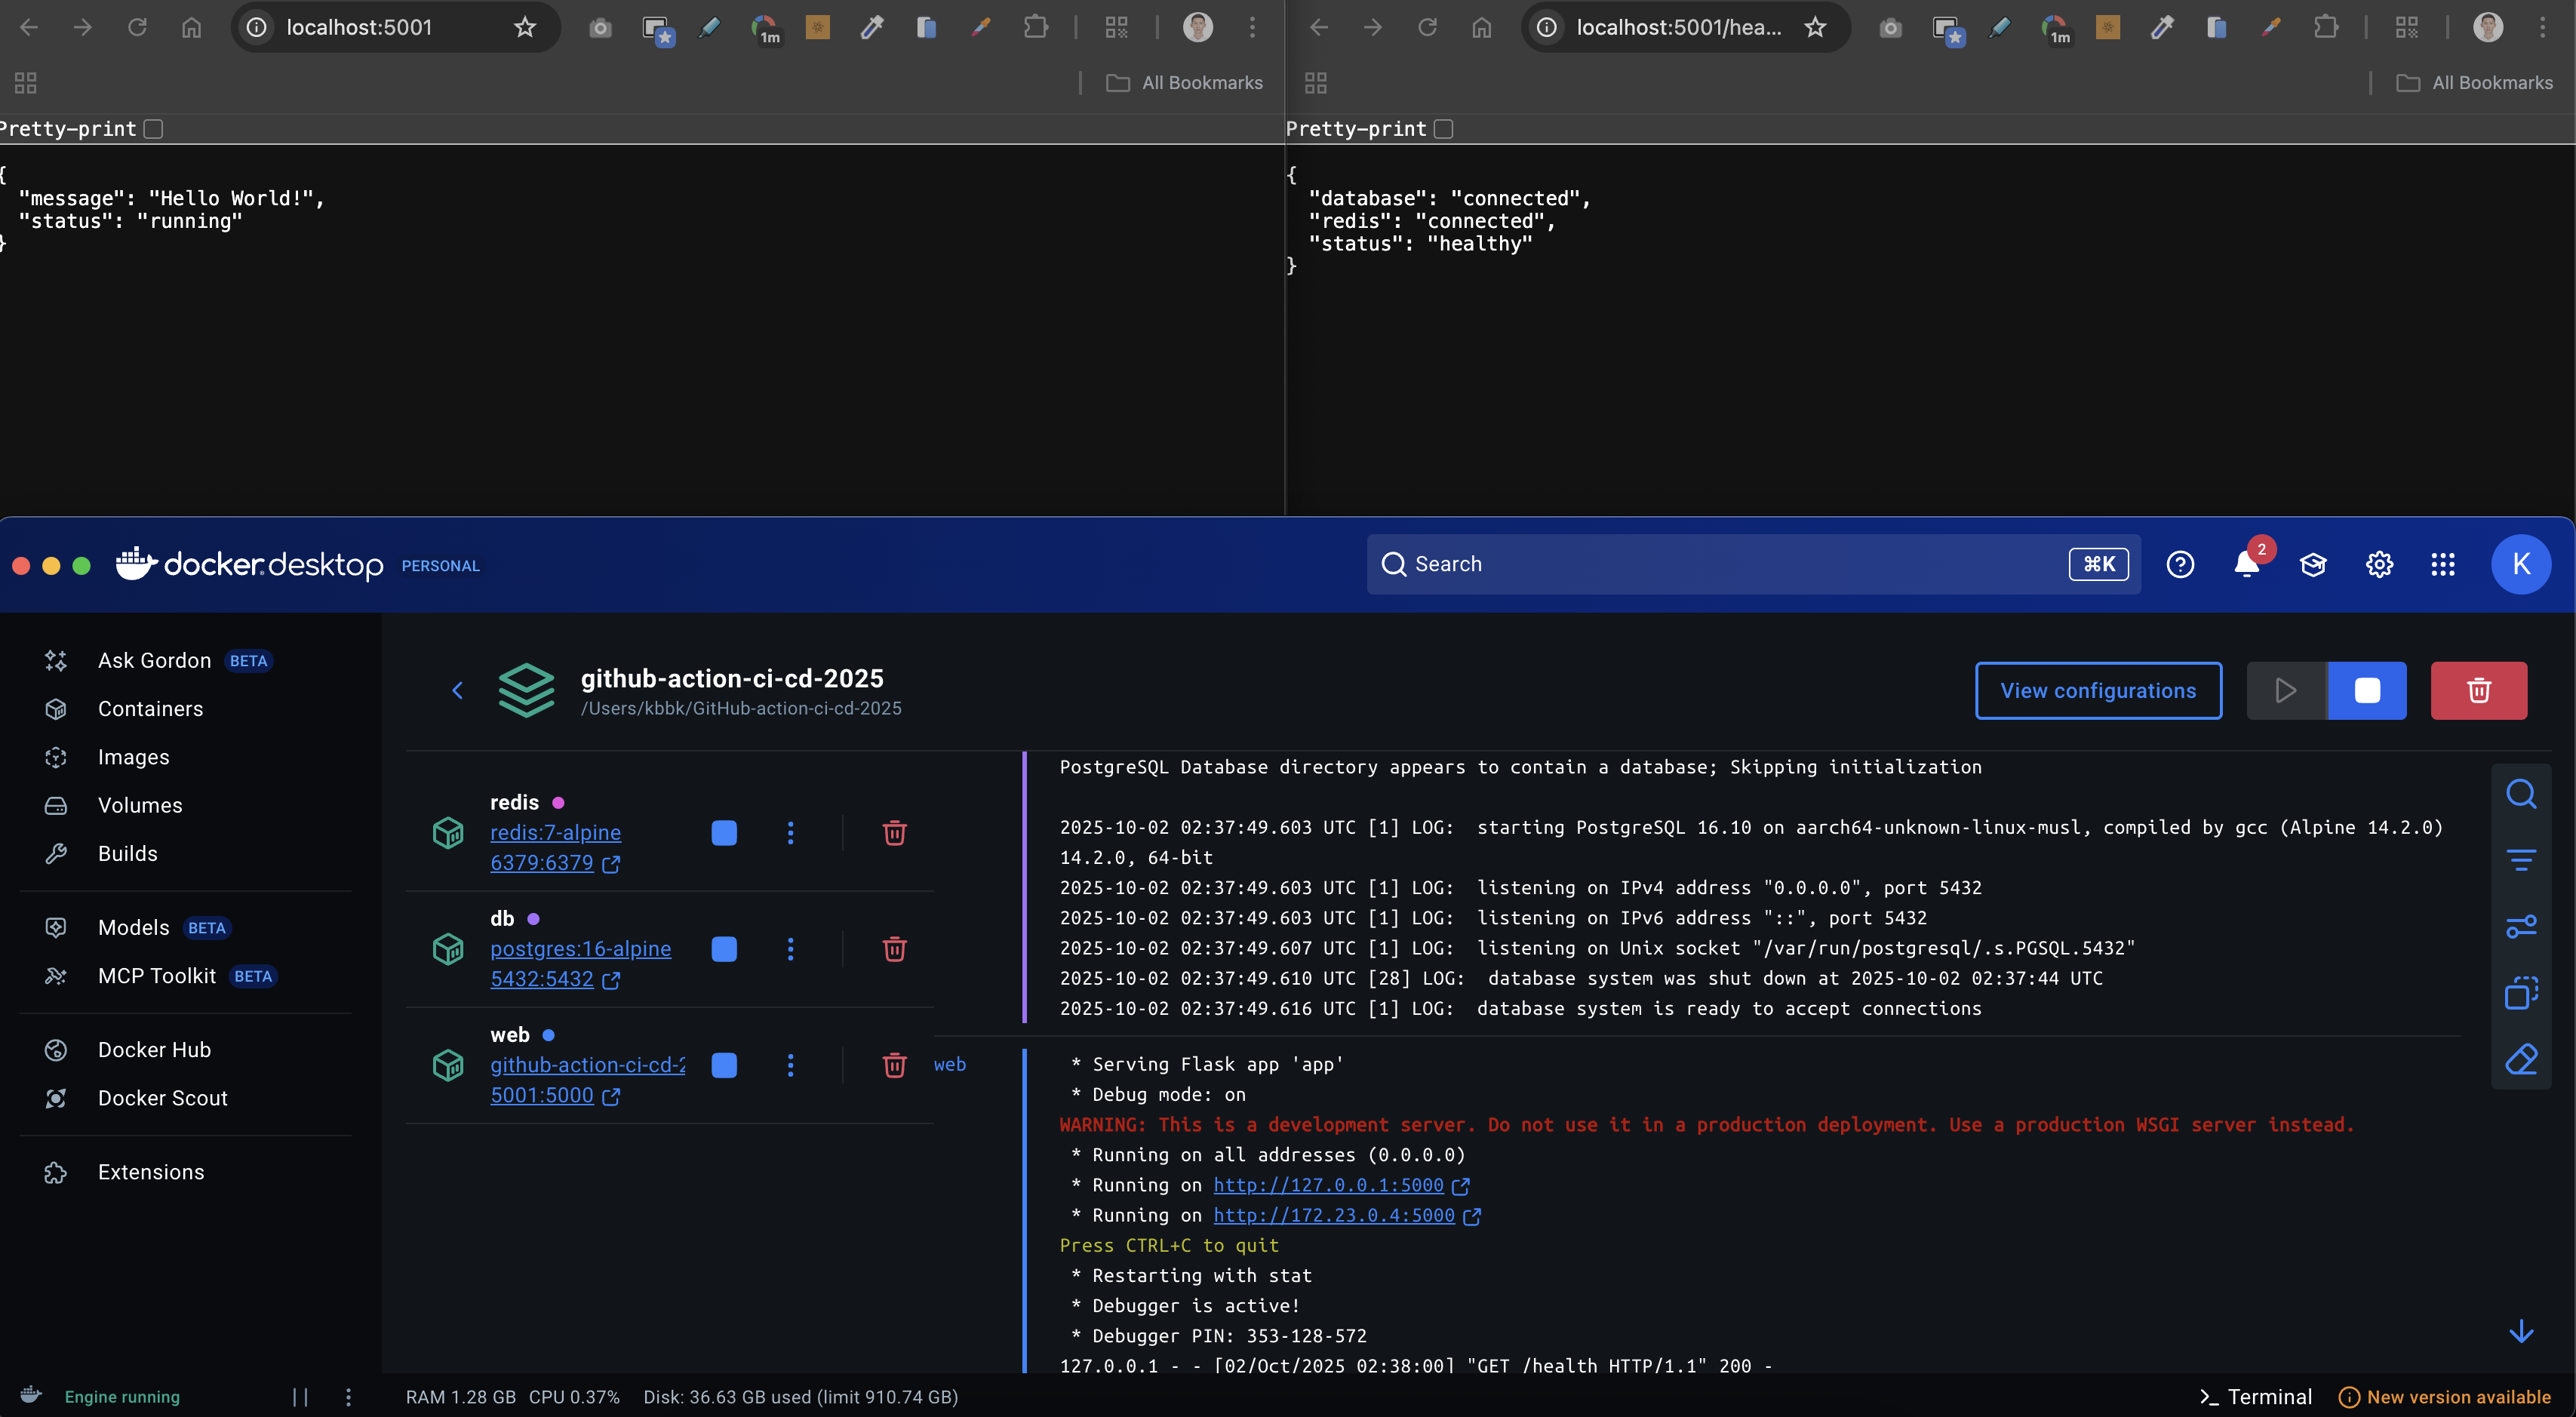 localhost:5001
1m
All Bookmarks
Pretty-print
{
"message": "Hello World!",
"status": "running"
}
localhost:5001/hea...
1m
All Bookmarks
Pretty-print
{
"database": "connected",
"redis": "connected",
"status": "healthy"
}
docker.desktop PERSONAL
Search
⌘K
2
K
Ask Gordon BETA
Containers
Images
Volumes
Builds
Models BETA
MCP Toolkit BETA
Docker Hub
Docker Scout
Extensions
github-action-ci-cd-2025
/Users/kbbk/GitHub-action-ci-cd-2025
View configurations
redis
redis:7-alpine
6379:6379
db
postgres:16-alpine
5432:5432
web
github-action-ci-cd-2
5001:5000
PostgreSQL Database directory appears to contain a database; Skipping initialization
2025-10-02 02:37:49.603 UTC [1] LOG:  starting PostgreSQL 16.10 on aarch64-unknown-linux-musl, compiled by gcc (Alpine 14.2.0)
14.2.0, 64-bit
2025-10-02 02:37:49.603 UTC [1] LOG:  listening on IPv4 address "0.0.0.0", port 5432
2025-10-02 02:37:49.603 UTC [1] LOG:  listening on IPv6 address "::", port 5432
2025-10-02 02:37:49.607 UTC [1] LOG:  listening on Unix socket "/var/run/postgresql/.s.PGSQL.5432"
2025-10-02 02:37:49.610 UTC [28] LOG:  database system was shut down at 2025-10-02 02:37:44 UTC
2025-10-02 02:37:49.616 UTC [1] LOG:  database system is ready to accept connections
web
* Serving Flask app 'app'
* Debug mode: on
WARNING: This is a development server. Do not use it in a production deployment. Use a production WSGI server instead.
* Running on all addresses (0.0.0.0)
* Running on http://127.0.0.1:5000
* Running on http://172.23.0.4:5000
Press CTRL+C to quit
* Restarting with stat
* Debugger is active!
* Debugger PIN: 353-128-572
127.0.0.1 - - [02/Oct/2025 02:38:00] "GET /health HTTP/1.1" 200 -
Engine running
RAM 1.28 GB CPU 0.37% Disk: 36.63 GB used (limit 910.74 GB)
Terminal
New version available